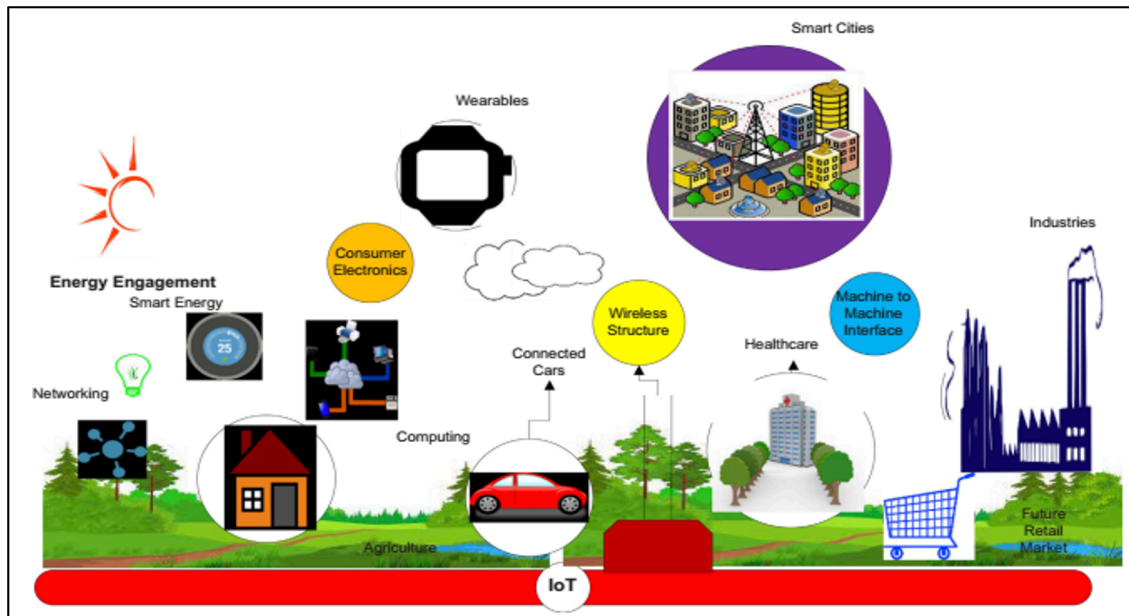 Smart Cities
Wearables
Industries
Consumer
Electronics
Energy Engagement
Smart Energy
25
Wireless
Structure
Machine to
Machine
Interface
Healthcare
Connected
Cars
Networking
Computing
Agriculture
Future
Retail
Market
IoT